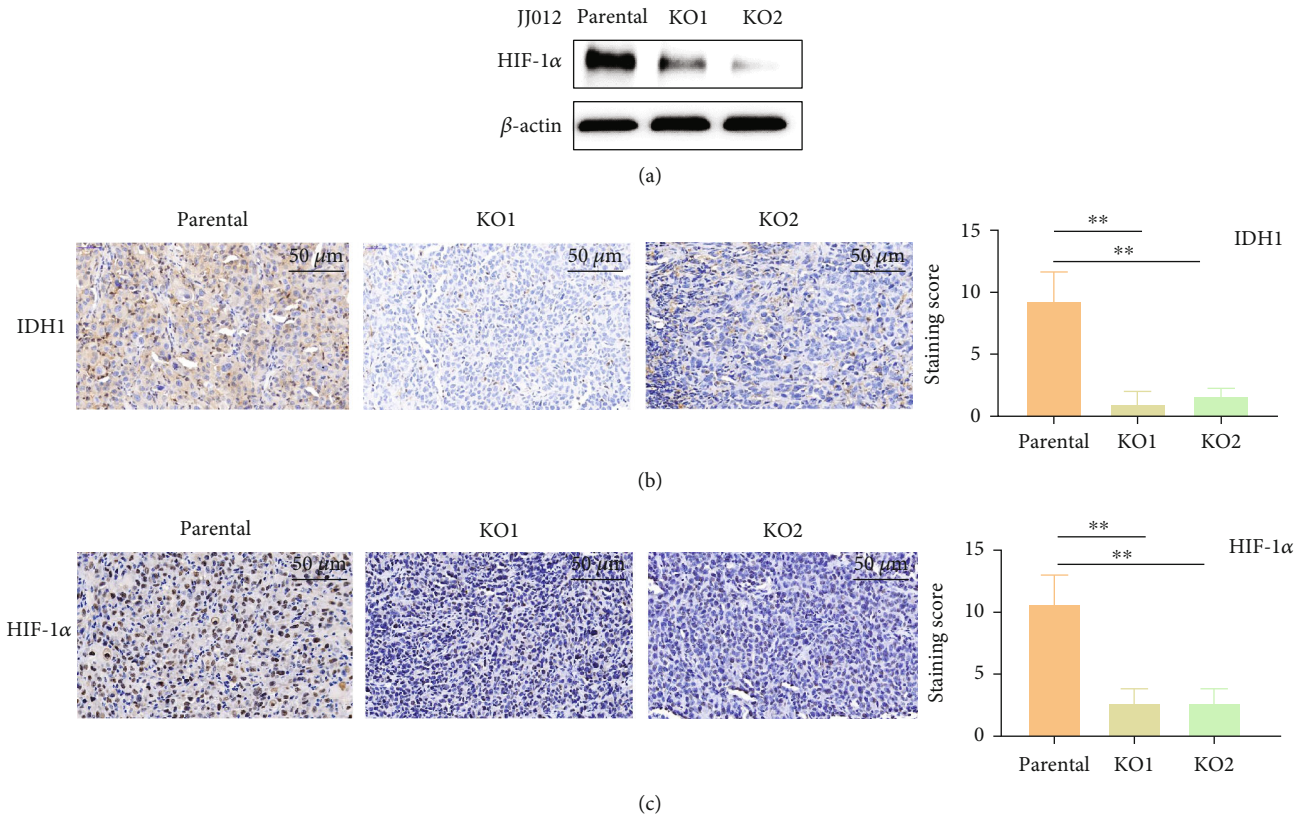 JJ012 Parental KO1 KO2
HIF-1α
β-actin
(a)
Parental KO1 KO2
IDH1
50 μm 50 μm 50 μm
Staining score
15
10
5
0
** 
**
IDH1
Parental KO1 KO2
(b)
Parental KO1 KO2
HIF-1α
50 μm 50 μm 50 μm
Staining score
15
10
5
0
**
**
HIF-1α
Parental KO1 KO2
(c)